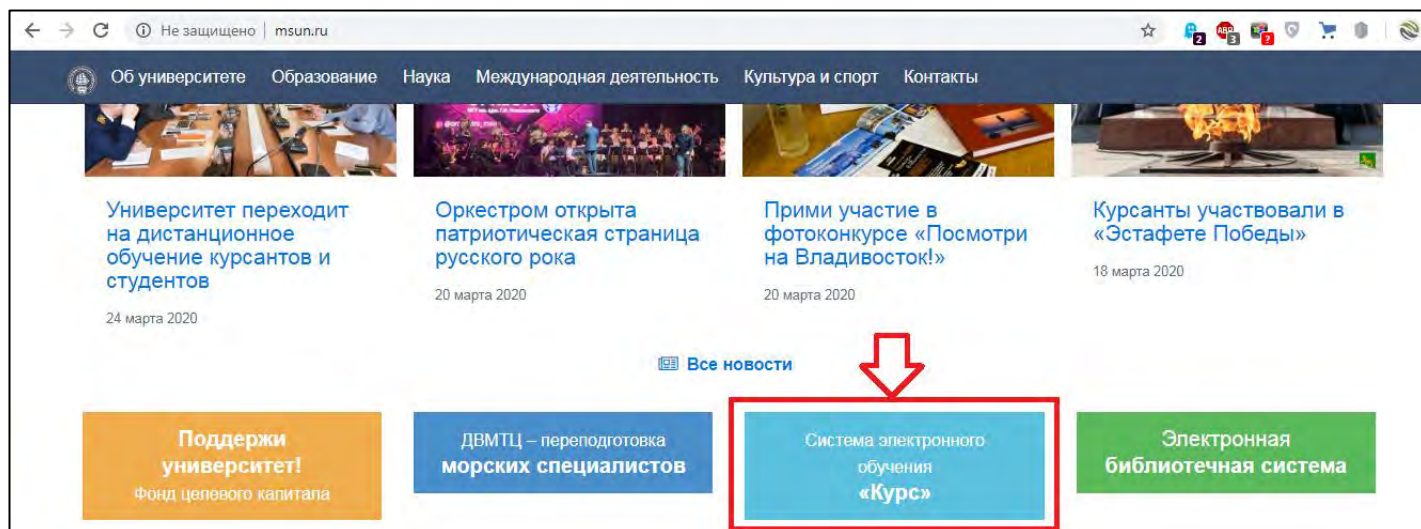 Не защищено | msun.ru
2
ABP
3
?
Об университете Образование Наука Международная деятельность Культура и спорт Контакты
Университет переходит
на дистанционное
обучение курсантов и
студентов
24 марта 2020
Оркестром открыта
патриотическая страница
русского рока
20 марта 2020
Прими участие в
фотоконкурсе «Посмотри
на Владивосток!»
20 марта 2020
Курсанты участвовали в
«Эстафете Победы»
18 марта 2020
Все новости
Поддержи
университет!
Фонд целевого капитала
ДВМТЦ – переподготовка
морских специалистов
Система электронного
обучения
«Курс»
Электронная
библиотечная система